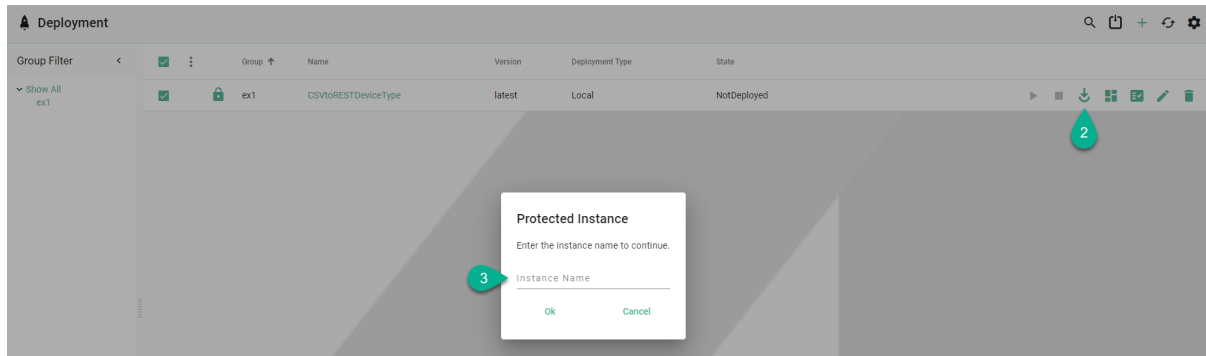 Deployment
Group Filter
Group Name Version Deployment Type State
Show All
ex1
ex1 CSVtoRESTDeviceType latest Local NotDeployed
2
Protected Instance
Enter the instance name to continue.
3
Instance Name
Ok Cancel